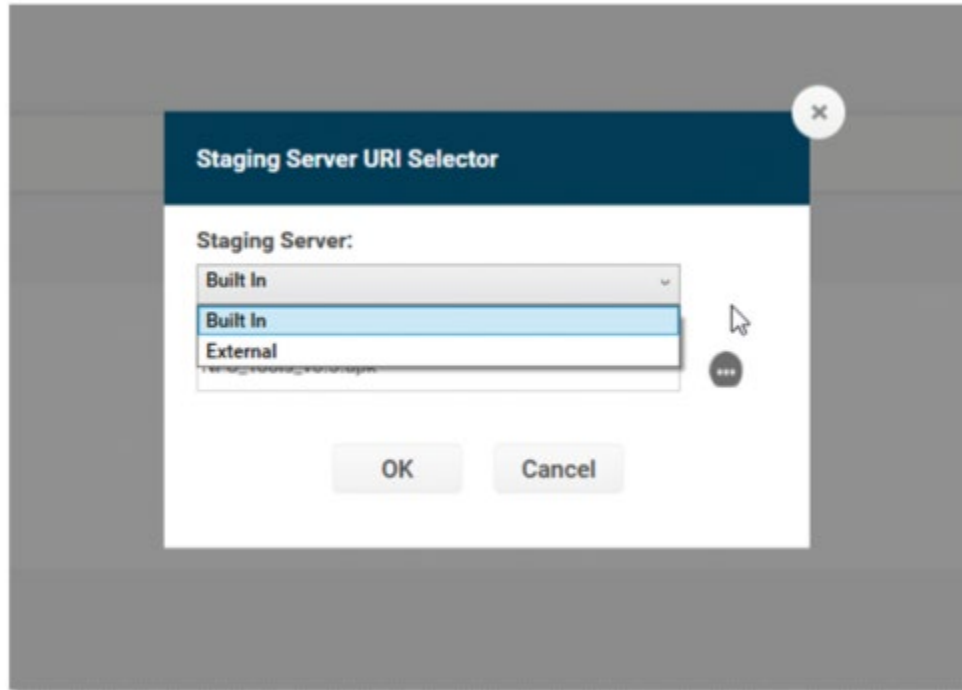 Staging Server URI Selector
Staging Server:
Built In
Built In
External
OK
Cancel